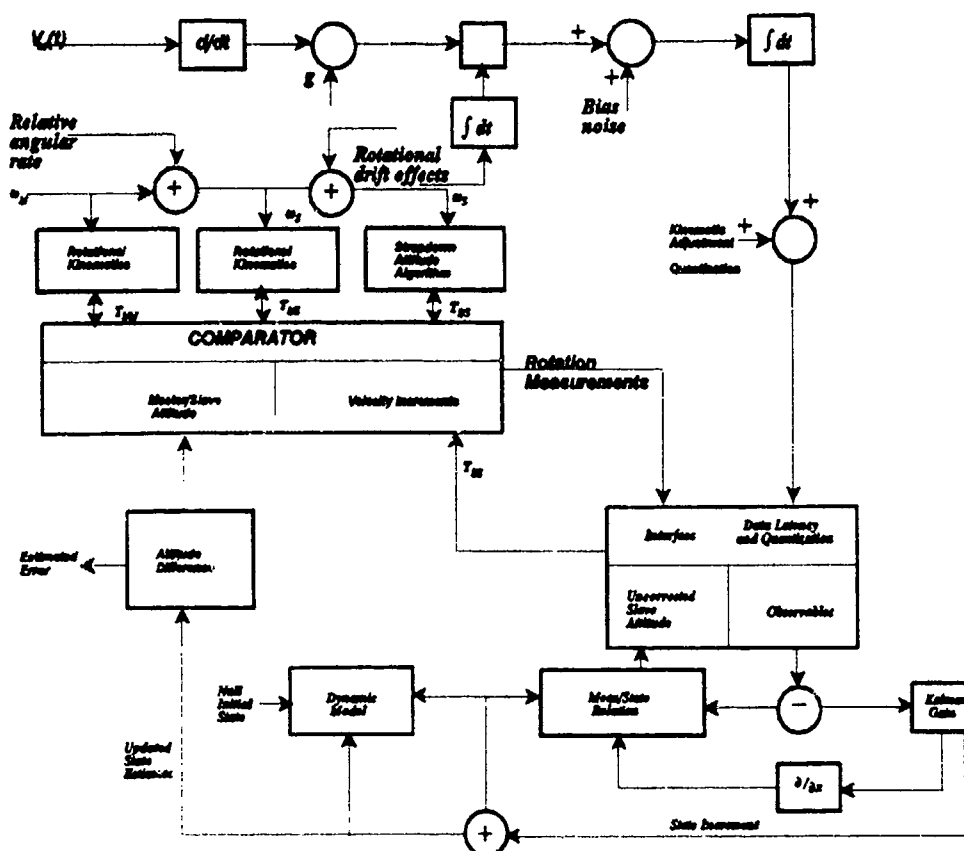 d/dt
∫ dt
g
+
+
Bias
noise
Relative
angular
rate
∫ dt
Rotational
drift effects
+
+
+
+
Kinematic
Adjustment
Quantization
Rotational
Kinematics
Rotational
Kinematics
Strapdown
Attitude
Algorithm
COMPARATOR
Master/Slave
Attitude
Velocity Increments
Rotation
Measurements
Interface
Data Latency
and Quantization
Uncorrected
Slave
Attitude
Observables
Estimated
Error
Attitude
Difference
Null
Initial
State
Dynamic
Model
Meas/State
Relation
−
Kalman
Gain
Updated
State
Estimates
∂/∂x
+
State Increment